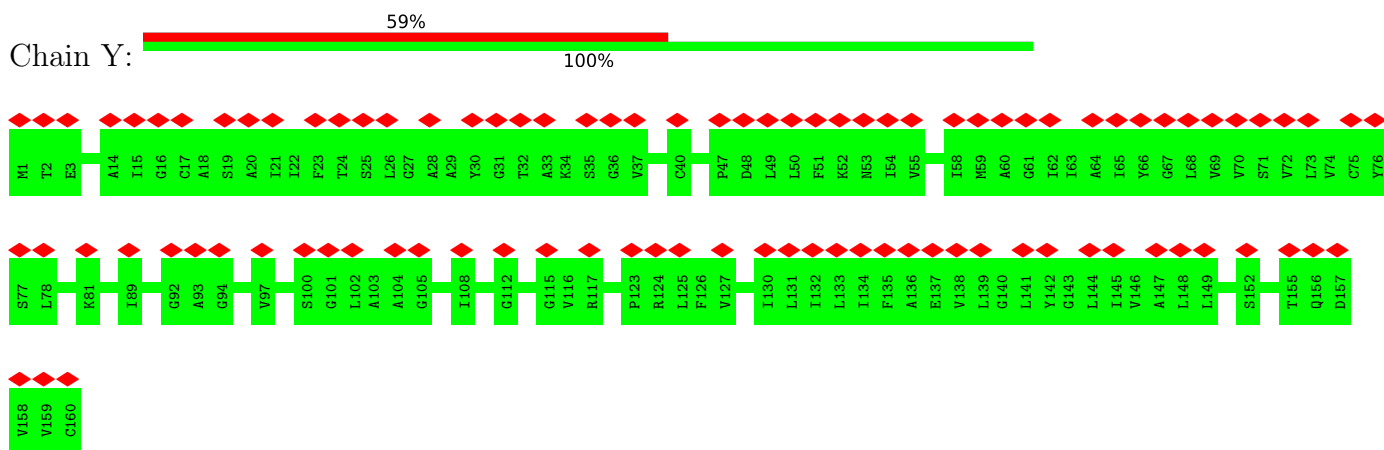 59%
Chain Y:
100%
M1 T2 E3 A14 I15 G16 C17 A18 S19 A20 I21 I22 F23 T24 S25 L26 G27 A28 A29 Y30 G31 T32 A33 K34 S35 G36 V37 C40 P47 D48 L49 L50 F51 K52 N53 I54 V55 I58 M59 A60 G61 I62 I63 A64 I65 Y66 G67 L68 V69 V70 S71 V72 L73 V74 C75 Y76
S77 L78 K81 I89 G92 A93 G94 V97 S100 G101 L102 A103 A104 G105 I108 G112 G115 V116 R117 P123 R124 L125 F126 V127 I130 L131 I132 L133 I134 F135 A136 E137 V138 L139 G140 L141 Y142 G143 L144 I145 V146 A147 L148 L149 S152 T155 Q156 D157
V158 V159 C160